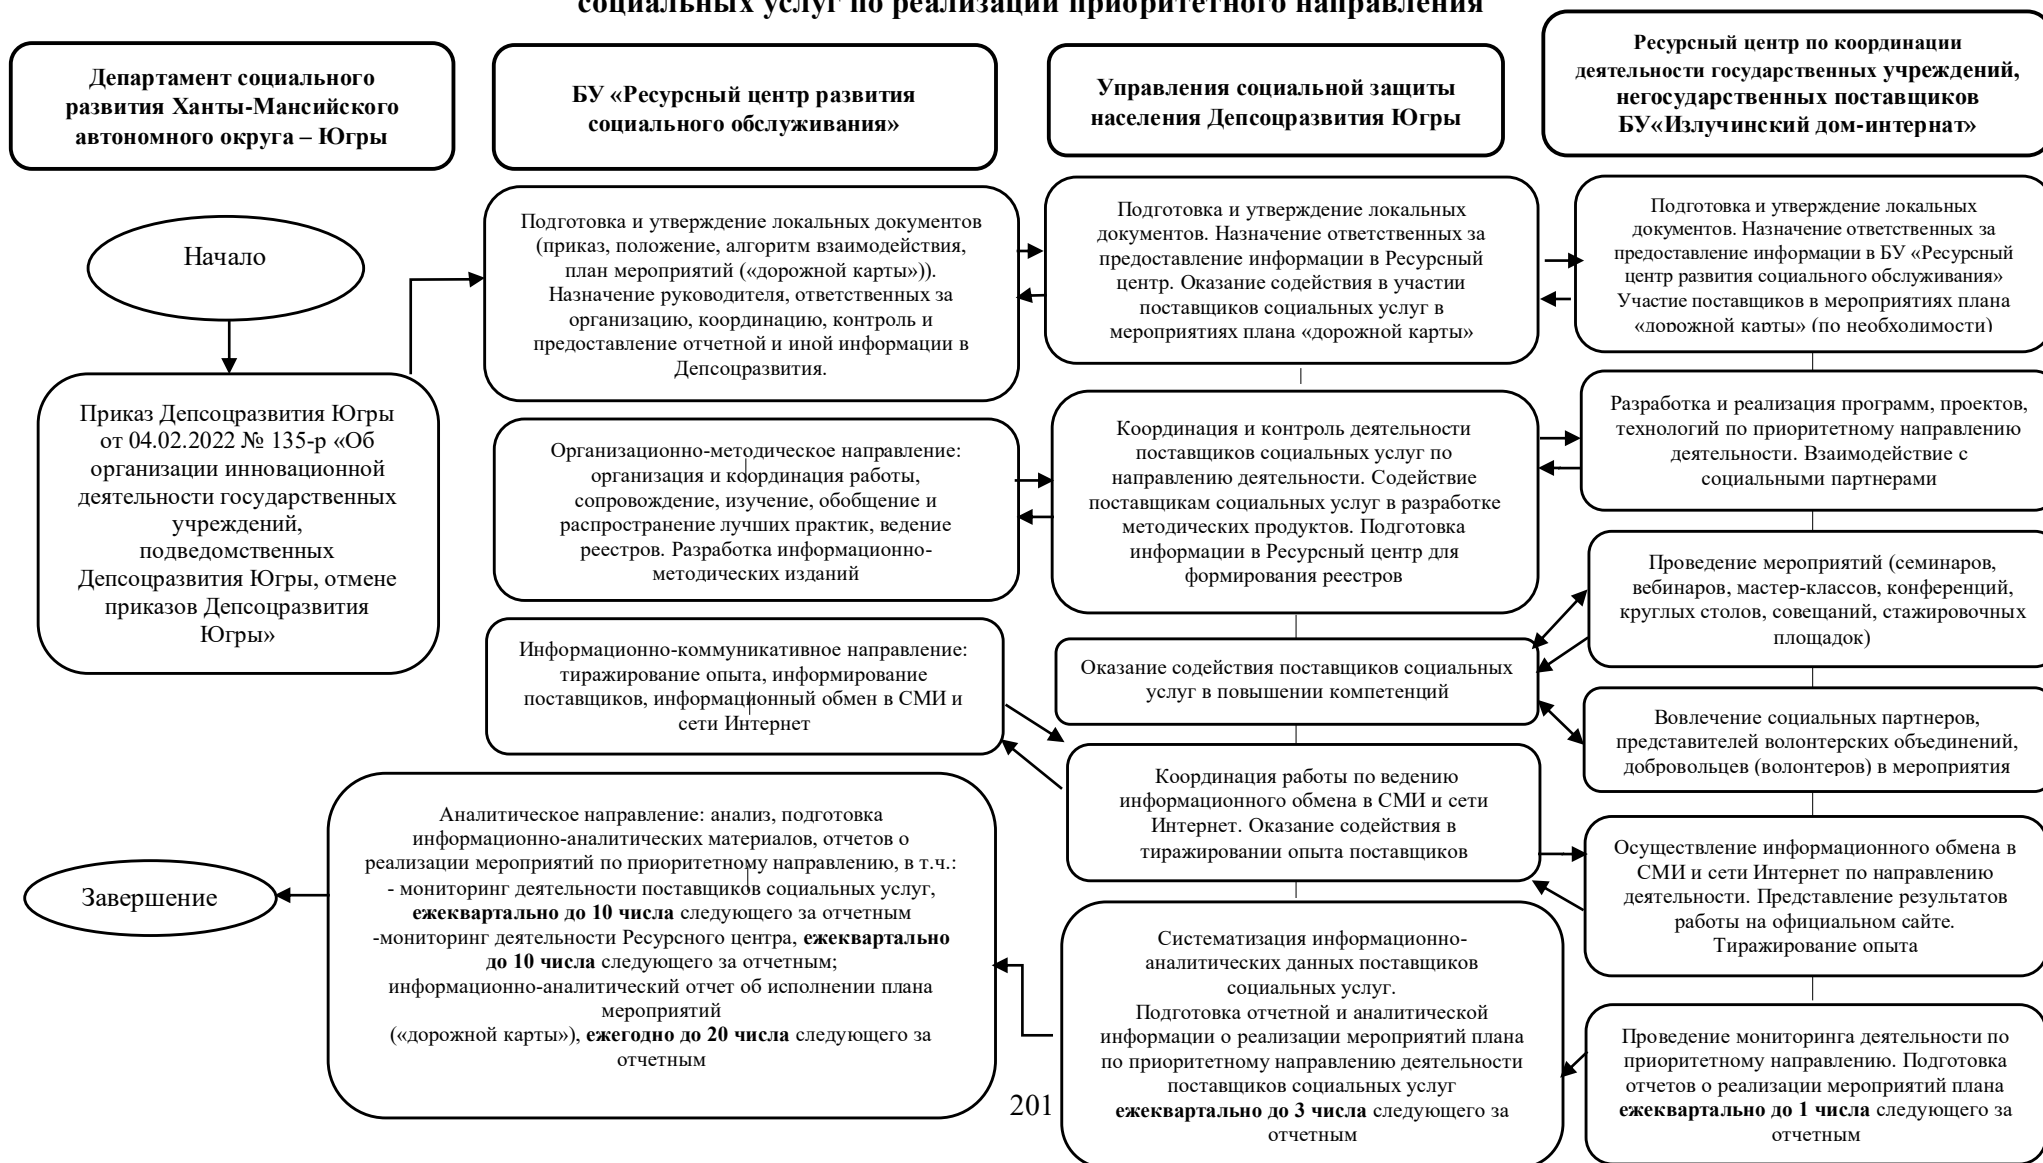 социальных услуг по реализации приоритетного направления
Департамент социального
развития Ханты-Мансийского
автономного округа – Югры
БУ «Ресурсный центр развития
социального обслуживания»
Управления социальной защиты
населения Депсоцразвития Югры
Ресурсный центр по координации
деятельности государственных учреждений,
негосударственных поставщиков
БУ«Излучинский дом-интернат»
Начало
Приказ Депсоцразвития Югры
от 04.02.2022 № 135-р «Об
организации инновационной
деятельности государственных
учреждений,
подведомственных
Депсоцразвития Югры, отмене
приказов Депсоцразвития
Югры»
Подготовка и утверждение локальных документов
(приказ, положение, алгоритм взаимодействия,
план мероприятий («дорожной карты»)).
Назначение руководителя, ответственных за
организацию, координацию, контроль и
предоставление отчетной и иной информации в
Депсоцразвития.
Подготовка и утверждение локальных
документов. Назначение ответственных за
предоставление информации в Ресурсный
центр. Оказание содействия в участии
поставщиков социальных услуг в
мероприятиях плана «дорожной карты»
Подготовка и утверждение локальных
документов. Назначение ответственных за
предоставление информации в БУ «Ресурсный
центр развития социального обслуживания»
Участие поставщиков в мероприятиях плана
«дорожной карты» (по необходимости)
Организационно-методическое направление:
организация и координация работы,
сопровождение, изучение, обобщение и
распространение лучших практик, ведение
реестров. Разработка информационно-
методических изданий
Координация и контроль деятельности
поставщиков социальных услуг по
направлению деятельности. Содействие
поставщикам социальных услуг в разработке
методических продуктов. Подготовка
информации в Ресурсный центр для
формирования реестров
Разработка и реализация программ, проектов,
технологий по приоритетному направлению
деятельности. Взаимодействие с
социальными партнерами
Проведение мероприятий (семинаров,
вебинаров, мастер-классов, конференций,
круглых столов, совещаний, стажировочных
площадок)
Информационно-коммуникативное направление:
тиражирование опыта, информирование
поставщиков, информационный обмен в СМИ и
сети Интернет
Оказание содействия поставщиков социальных
услуг в повышении компетенций
Вовлечение социальных партнеров,
представителей волонтерских объединений,
добровольцев (волонтеров) в мероприятия
Координация работы по ведению
информационного обмена в СМИ и сети
Интернет. Оказание содействия в
тиражировании опыта поставщиков
Осуществление информационного обмена в
СМИ и сети Интернет по направлению
деятельности. Представление результатов
работы на официальном сайте.
Тиражирование опыта
Завершение
Аналитическое направление: анализ, подготовка
информационно-аналитических материалов, отчетов о
реализации мероприятий по приоритетному направлению, в т.ч.:
- мониторинг деятельности поставщиков социальных услуг,
ежеквартально до 10 числа следующего за отчетным
-мониторинг деятельности Ресурсного центра, ежеквартально
до 10 числа следующего за отчетным;
информационно-аналитический отчет об исполнении плана
мероприятий
(«дорожной карты»), ежегодно до 20 числа следующего за
отчетным
Систематизация информационно-
аналитических данных поставщиков
социальных услуг.
Подготовка отчетной и аналитической
информации о реализации мероприятий плана
по приоритетному направлению деятельности
поставщиков социальных услуг
ежеквартально до 3 числа следующего за
отчетным
Проведение мониторинга деятельности по
приоритетному направлению. Подготовка
отчетов о реализации мероприятий плана
ежеквартально до 1 числа следующего за
отчетным
201